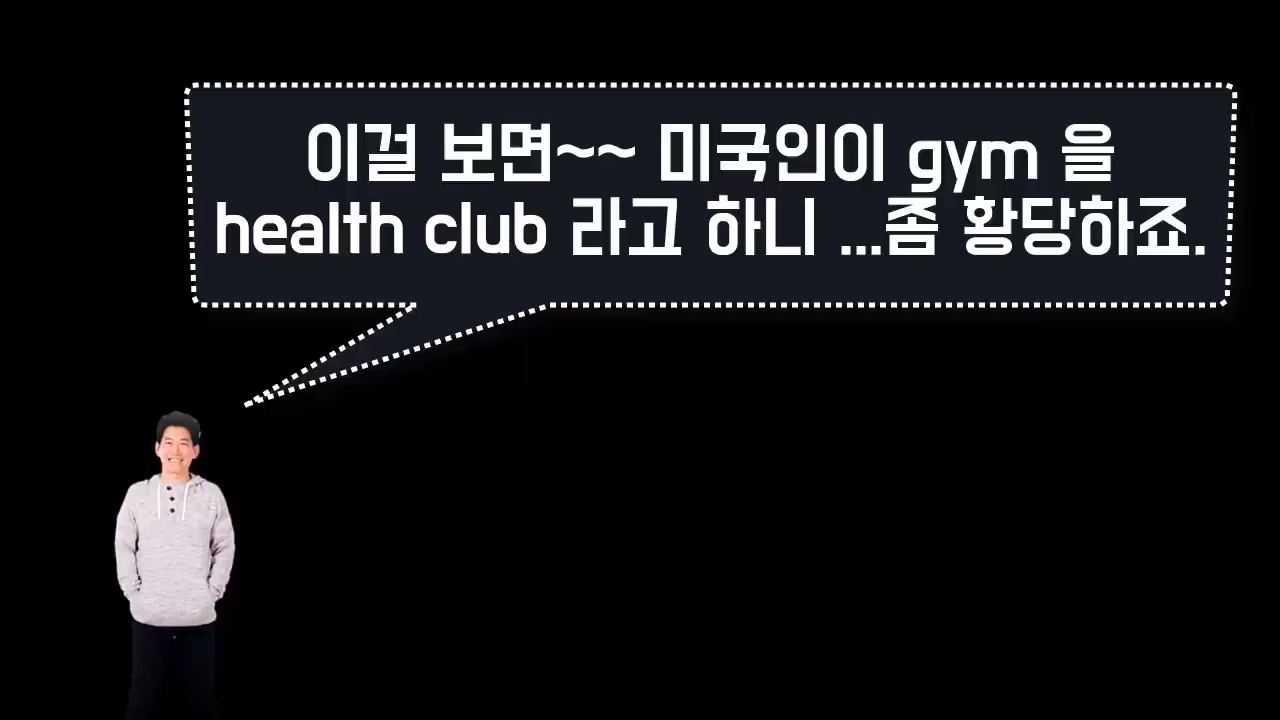 이걸 보면~~ 미국인이 gym 을
health club 라고 하니 ...좀 황당하죠.